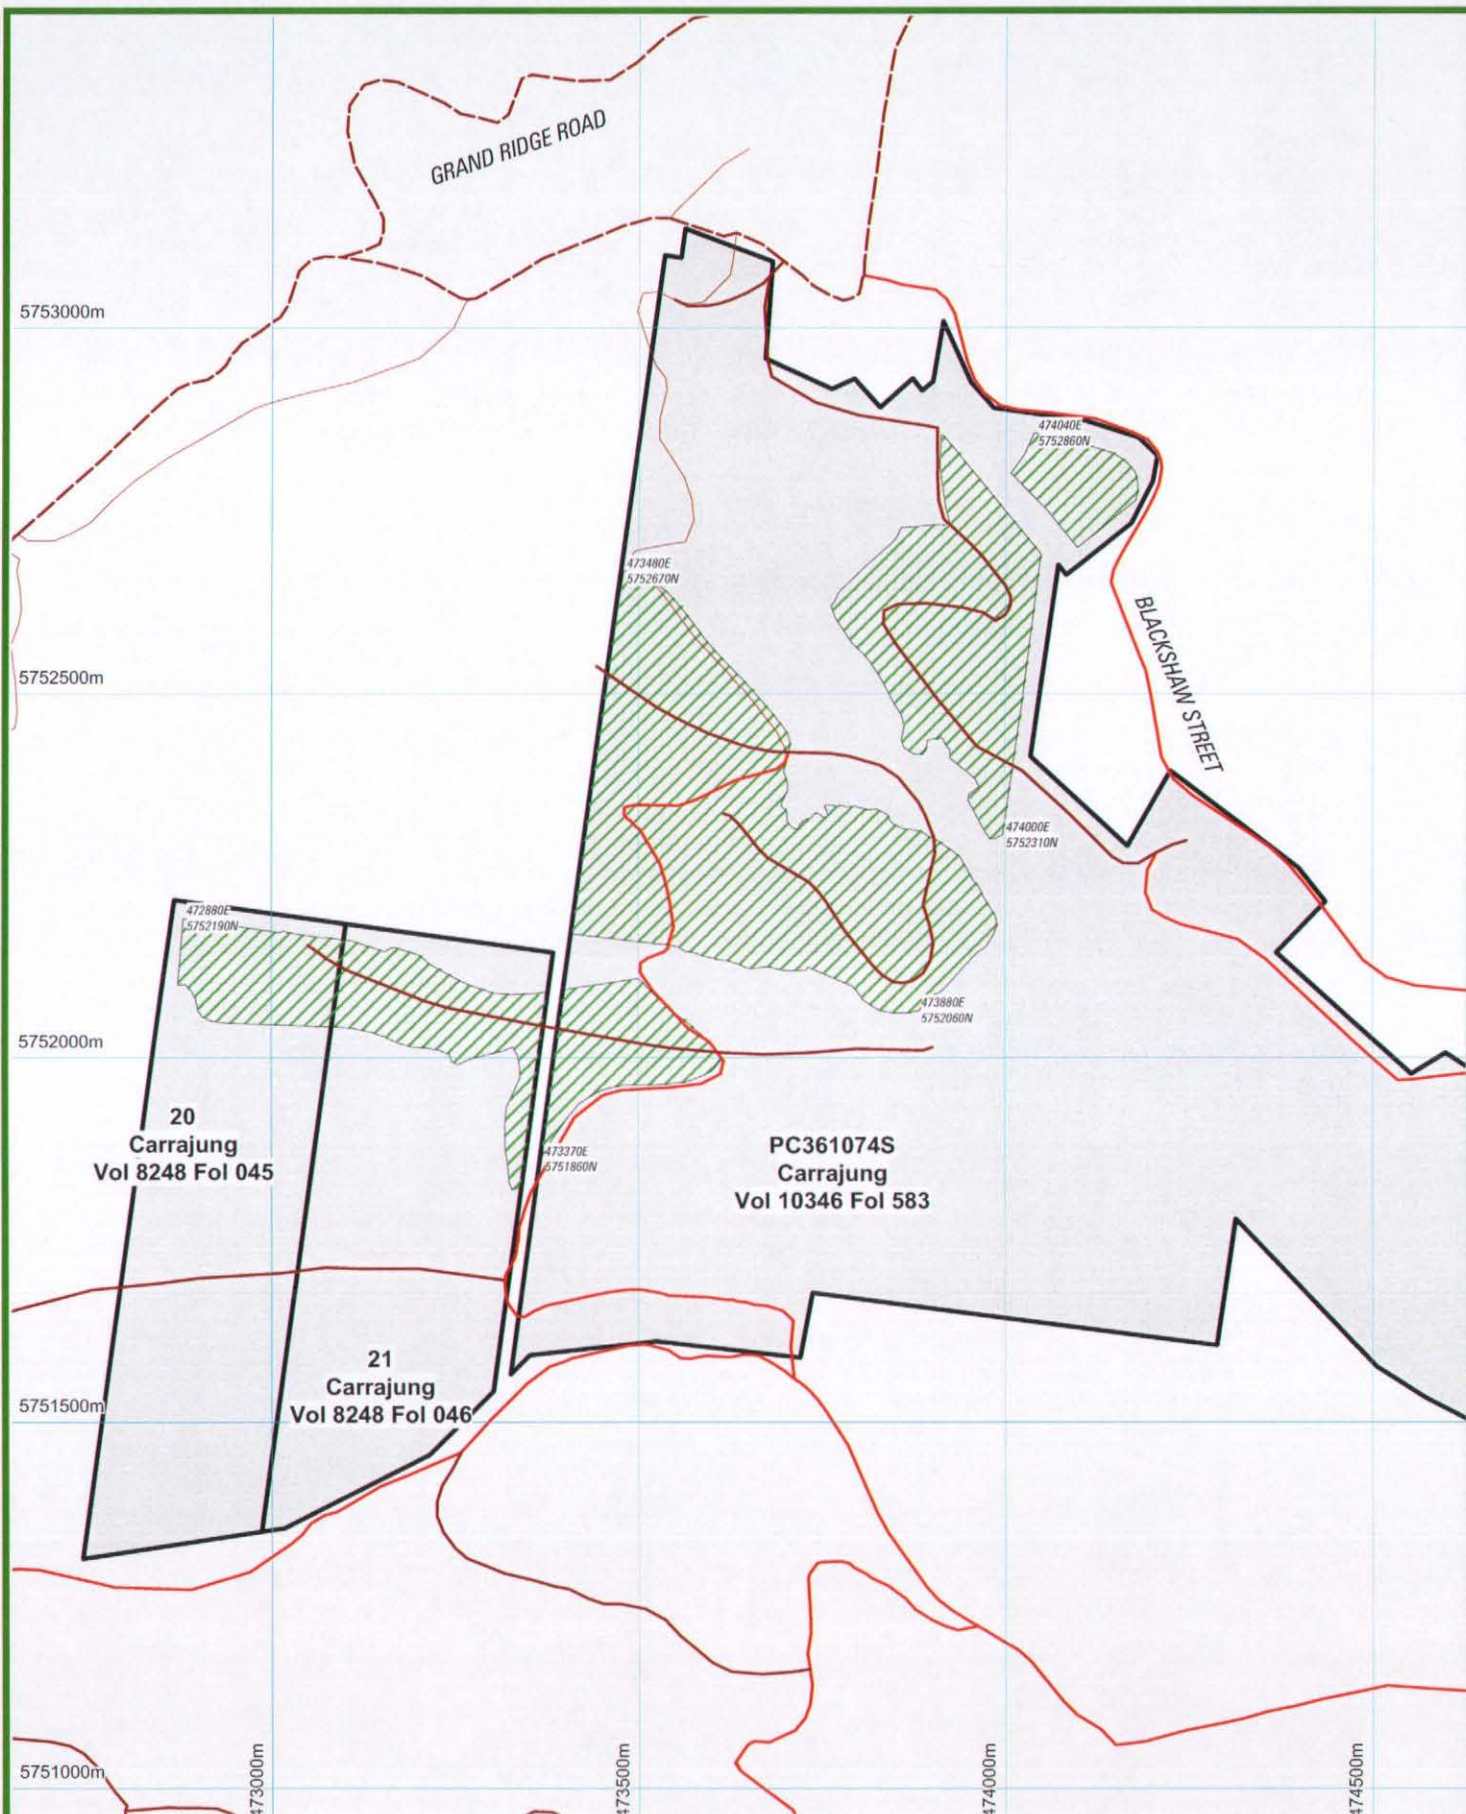 GRAND RIDGE ROAD
5753000m
474040E
5752860N
473480E
5752670N
BLACKSHAW STREET
5752500m
474000E
5752310N
472880E
5752190N
473880E
5752060N
5752000m
20
Carrajung
Vol 8248 Fol 045
PC361074S
Carrajung
Vol 10346 Fol 583
473370E
5751860N
21
Carrajung
Vol 8248 Fol 046
5751500m
5751000m
473000m
473500m
474000m
474500m